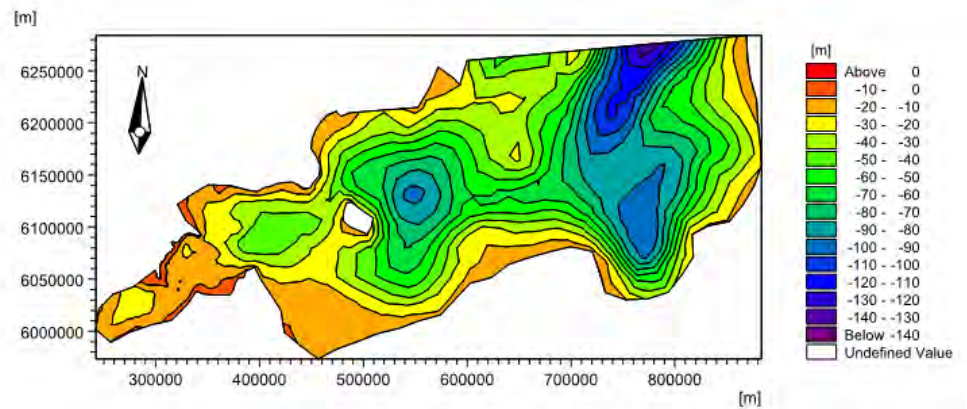 [m]
N
6250000
6200000
6150000
6100000
6050000
6000000
300000 400000 500000 600000 700000 800000
[m]
[m]
Above 0
-10 - 0
-20 - -10
-30 - -20
-40 - -30
-50 - -40
-60 - -50
-70 - -60
-80 - -70
-90 - -80
-100 - -90
-110 - -100
-120 - -110
-130 - -120
-140 - -130
Below -140
Undefined Value